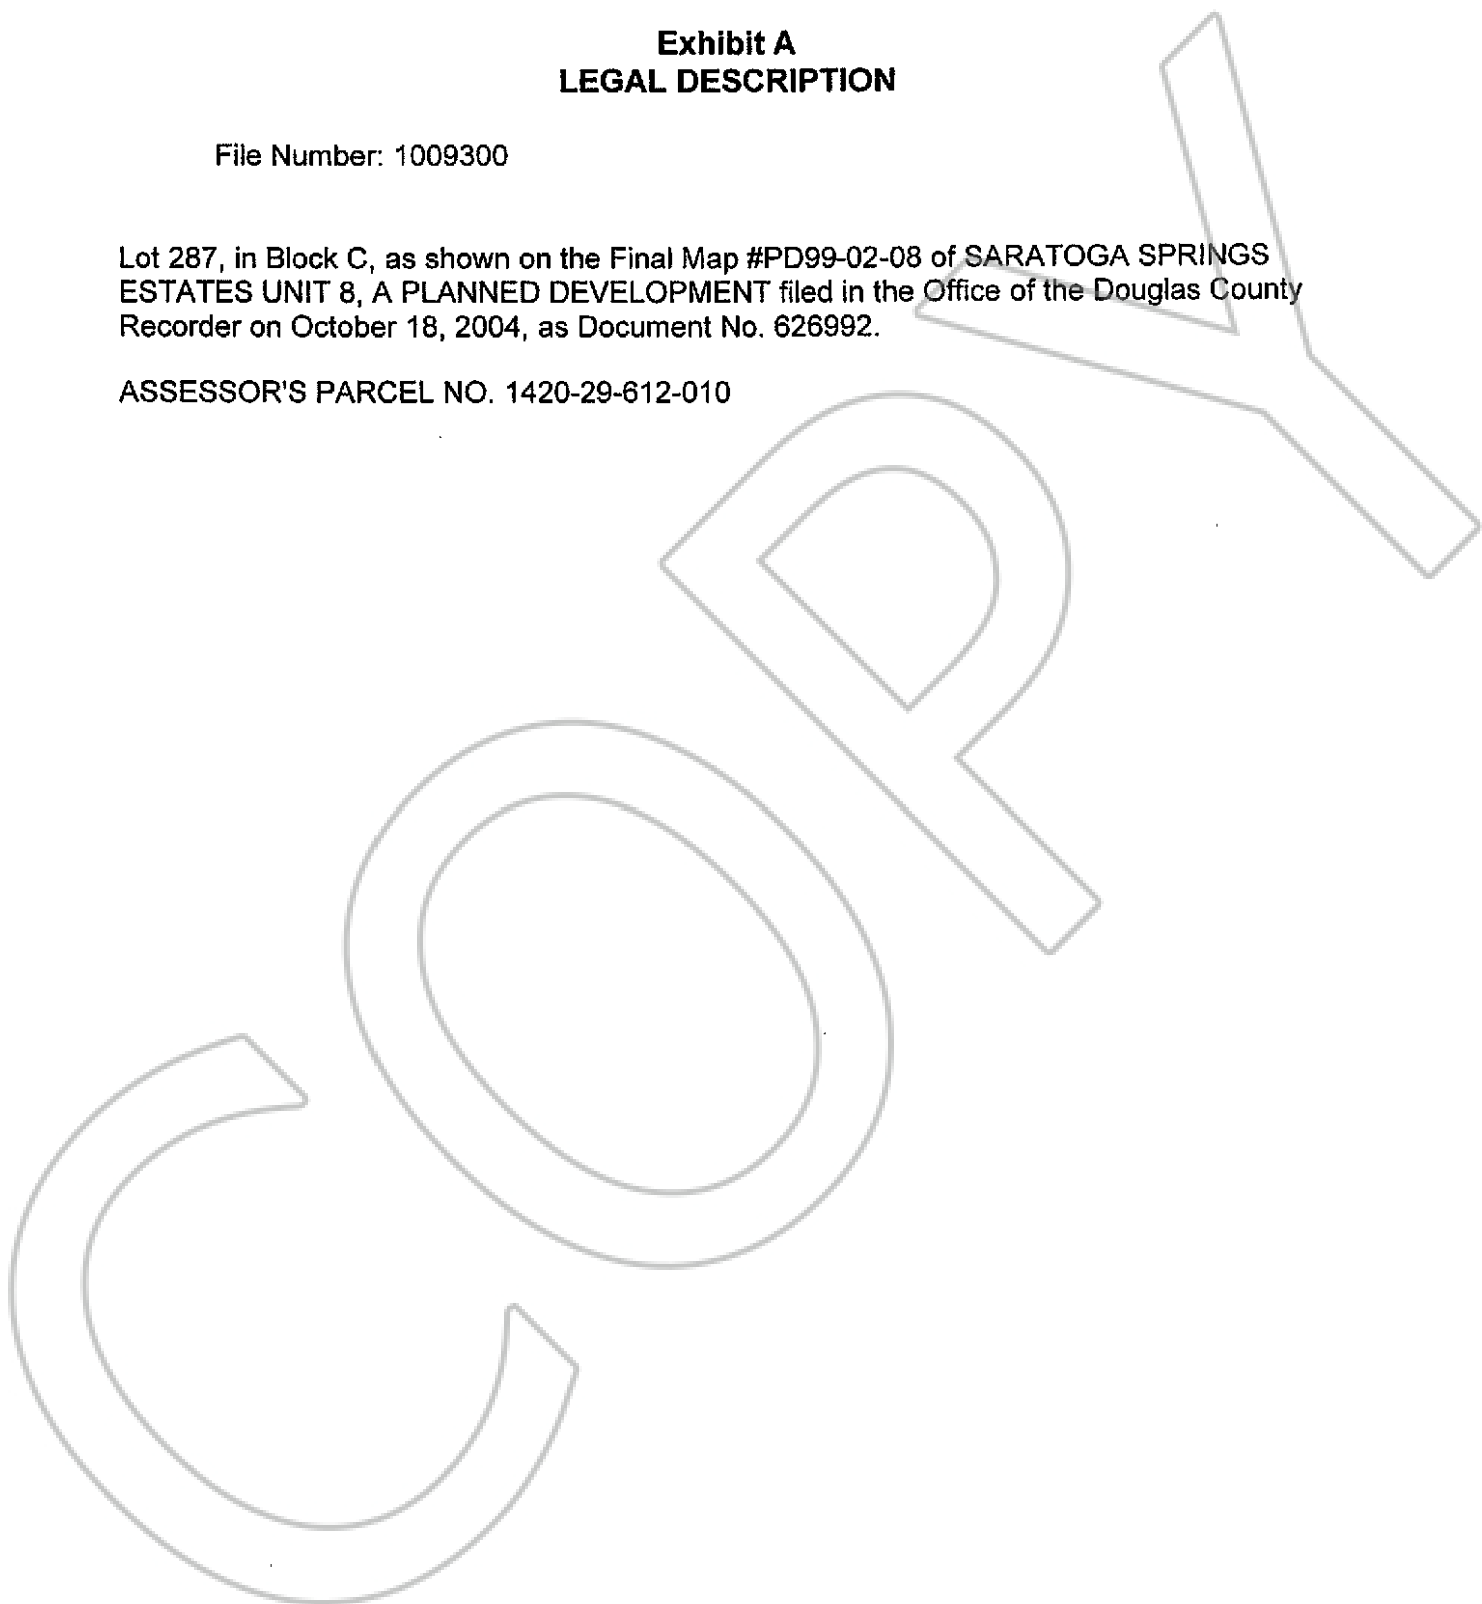 Exhibit A
LEGAL DESCRIPTION
File Number: 1009300
Lot 287, in Block C, as shown on the Final Map #PD99-02-08 of SARATOGA SPRINGS
ESTATES UNIT 8, A PLANNED DEVELOPMENT filed in the Office of the Douglas County
Recorder on October 18, 2004, as Document No. 626992.
ASSESSOR'S PARCEL NO. 1420-29-612-010
COPY